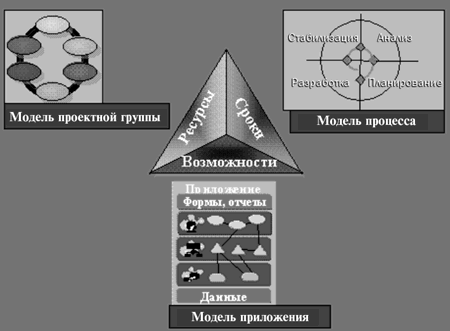 Стабилизация
Анализ
Разработка
Планирование
Модель проектной группы
Модель процесса
Ресурсы
Сроки
Возможности
Приложение
Формы, отчеты
Данные
Модель приложения